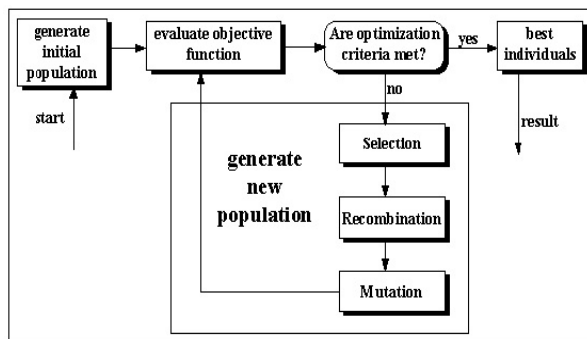 generate
initial
population
evaluate objective
function
Are optimization
criteria met?
yes
best
individuals
start
no
result
Selection
generate
new
population
Recombination
Mutation